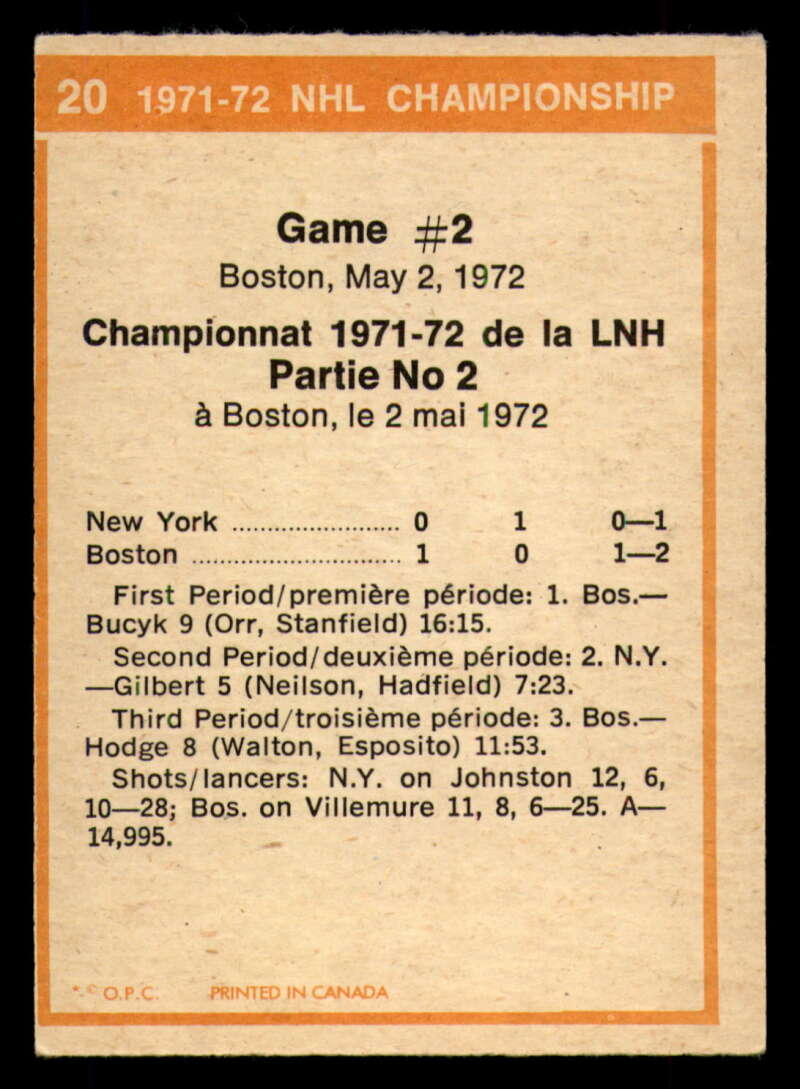 20 1971-72 NHL CHAMPIONSHIP
Game #2
Boston, May 2, 1972
Championnat 1971-72 de la LNH
Partie No 2
à Boston, le 2 mai 1972
New York ........................ 0 1 0—1
Boston .............................. 1 0 1—2
First Period/première période: 1. Bos.—
Bucyk 9 (Orr, Stanfield) 16:15.
Second Period/deuxième période: 2. N.Y.
—Gilbert 5 (Neilson, Hadfield) 7:23.
Third Period/troisième période: 3. Bos.—
Hodge 8 (Walton, Esposito) 11:53.
Shots/lancers: N.Y. on Johnston 12, 6,
10—28; Bos. on Villemure 11, 8, 6—25. A—
14,995.
*© O.P.C. PRINTED IN CANADA